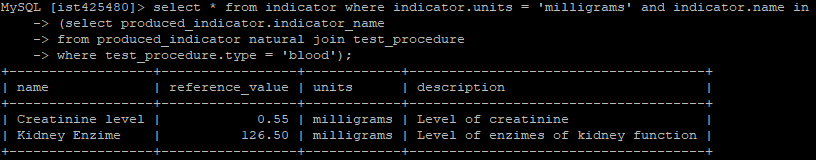 MySQL [ist425480]> select * from indicator where indicator.units = 'milligrams' and indicator.name in
    -> (select produced_indicator.indicator_name
    -> from produced_indicator natural join test_procedure
    -> where test_procedure.type = 'blood');
+------------------+-----------------+------------+-----------------------------------+
| name             | reference_value | units      | description                       |
+------------------+-----------------+------------+-----------------------------------+
| Creatinine level |            0.55 | milligrams | Level of creatinine               |
| Kidney Enzime    |          126.50 | milligrams | Level of enzimes of kidney function |
+------------------+-----------------+------------+-----------------------------------+